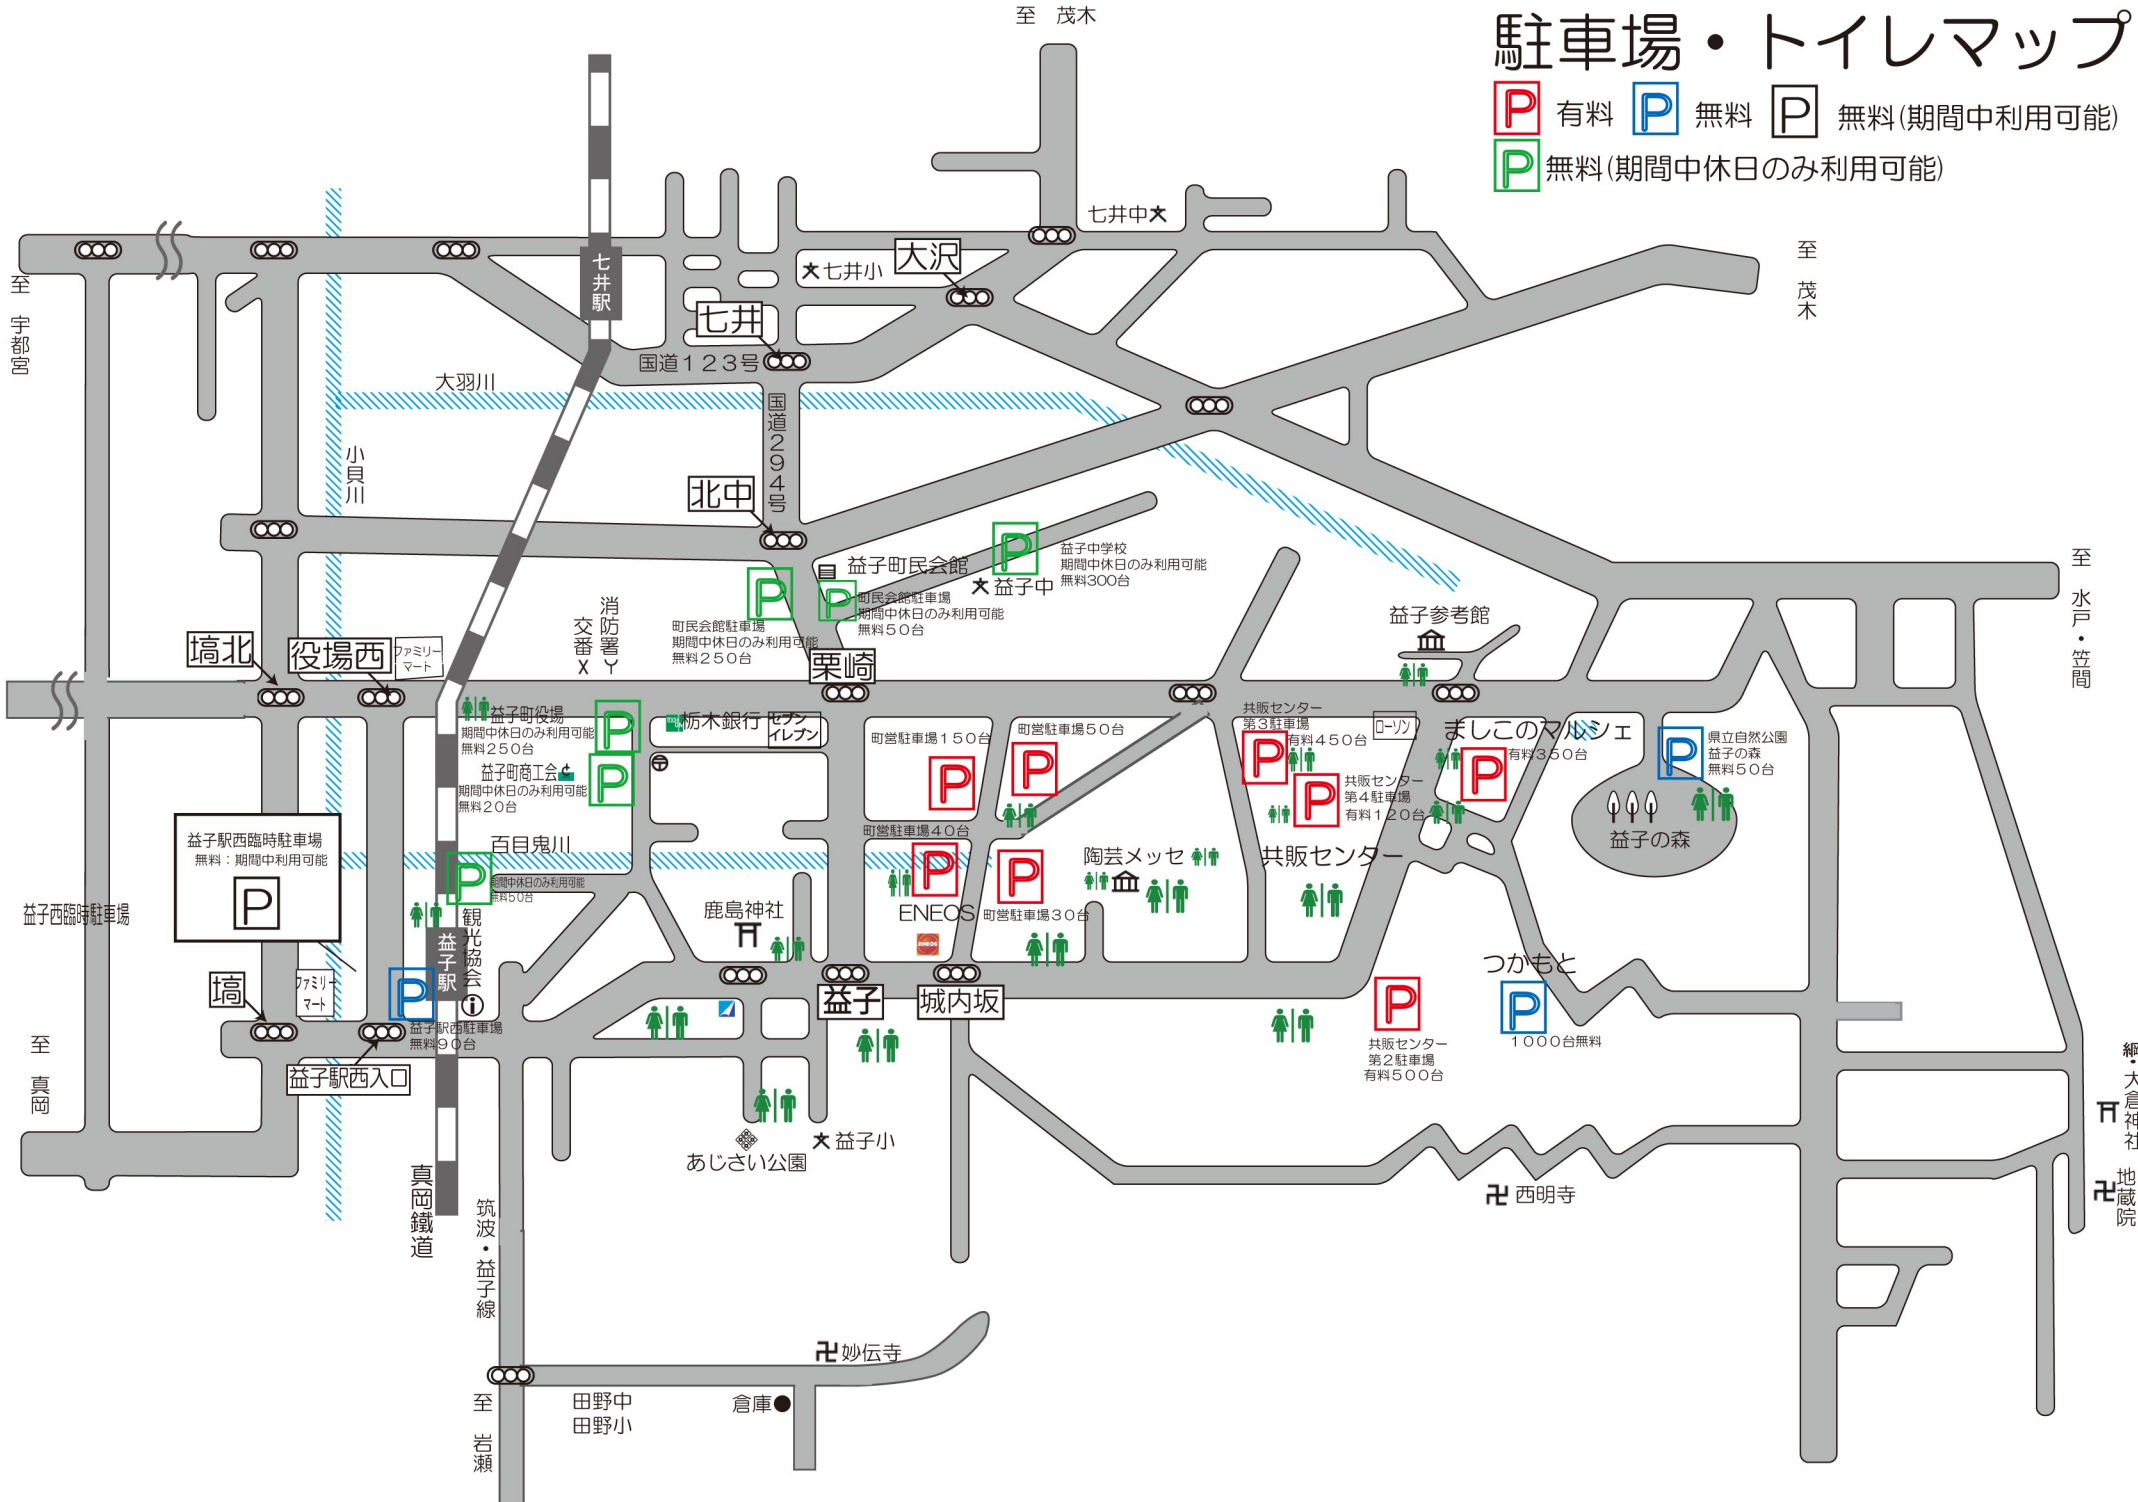 駐車場・トイレマップ
P 有料 P 無料 P 無料(期間中利用可能)
P 無料(期間中休日のみ利用可能)
至 茂木
七井中
至 茂木
至 宇都宮
七井駅
七井小
大沢
七井
国道123号
大羽川
国道294号
小貝川
北中
益子町民会館
P
益子中
益子中学校
期間中休日のみ利用可能
無料300台
P
町民会館駐車場
期間中休日のみ利用可能
無料50台
P
町民会館駐車場
期間中休日のみ利用可能
無料250台
消防署
交番X
栗崎
益子参考館
至 水戸・笠間
塙北
役場西
ファミリー
マート
益子町役場
期間中休日のみ利用可能
無料250台
P
益子町商工会
期間中休日のみ利用可能
無料20台
P
栃木銀行
セブン
イレブン
町営駐車場150台
P
町営駐車場50台
P
共販センター
第3駐車場
有料450台
P
ローソン
共販センター
第4駐車場
有料120台
P
ましこのマルシェ
有料350台
P
県立自然公園
益子の森
無料50台
P
益子の森
益子駅西臨時駐車場
無料:期間中利用可能
P
益子西臨時駐車場
百目鬼川
P
期間中休日のみ利用可能
無料50台
観光協会
益子駅
鹿島神社
町営駐車場40台
P
ENEOS
ENEOS
町営駐車場30台
P
陶芸メッセ
共販センター
つかもと
P
1000台無料
P
共販センター
第2駐車場
有料500台
塙
ファミリー
マート
P
益子駅西駐車場
無料90台
益子駅西入口
益子
城内坂
至 真岡
あじさい公園
益子小
西明寺
綱・大倉神社
地蔵院
真岡鐵道
筑波・益子線
妙伝寺
田野中
田野小
倉庫
至 岩瀬